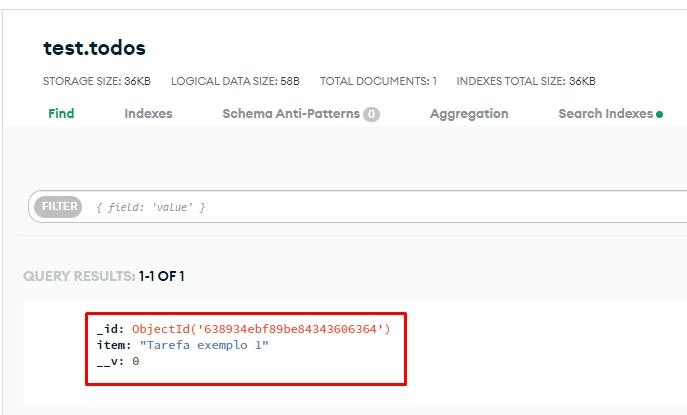 test.todos
STORAGE SIZE: 36KB LOGICAL DATA SIZE: 58B TOTAL DOCUMENTS: 1 INDEXES TOTAL SIZE: 36KB
Find Indexes Schema Anti-Patterns 0 Aggregation Search Indexes
FILTER { field: 'value' }
QUERY RESULTS: 1-1 OF 1
_id: ObjectId('638934ebf89be84343606364')
item: "Tarefa exemplo 1"
__v: 0